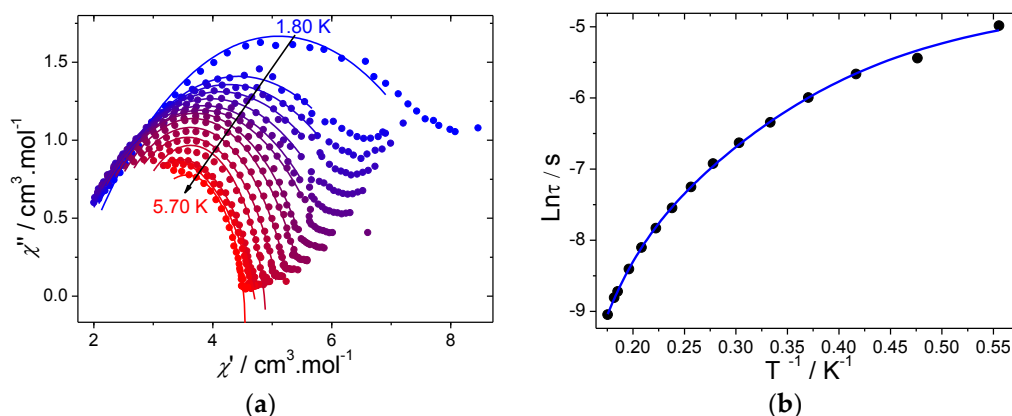 1.5
1.0
0.5
0.0
χ'' / cm³.mol⁻¹
1.80 K
5.70 K
2 4 6 8
χ' / cm³.mol⁻¹
(a)
-5
-6
-7
-8
-9
Lnτ / s
0.20 0.25 0.30 0.35 0.40 0.45 0.50 0.55
T⁻¹ / K⁻¹
(b)